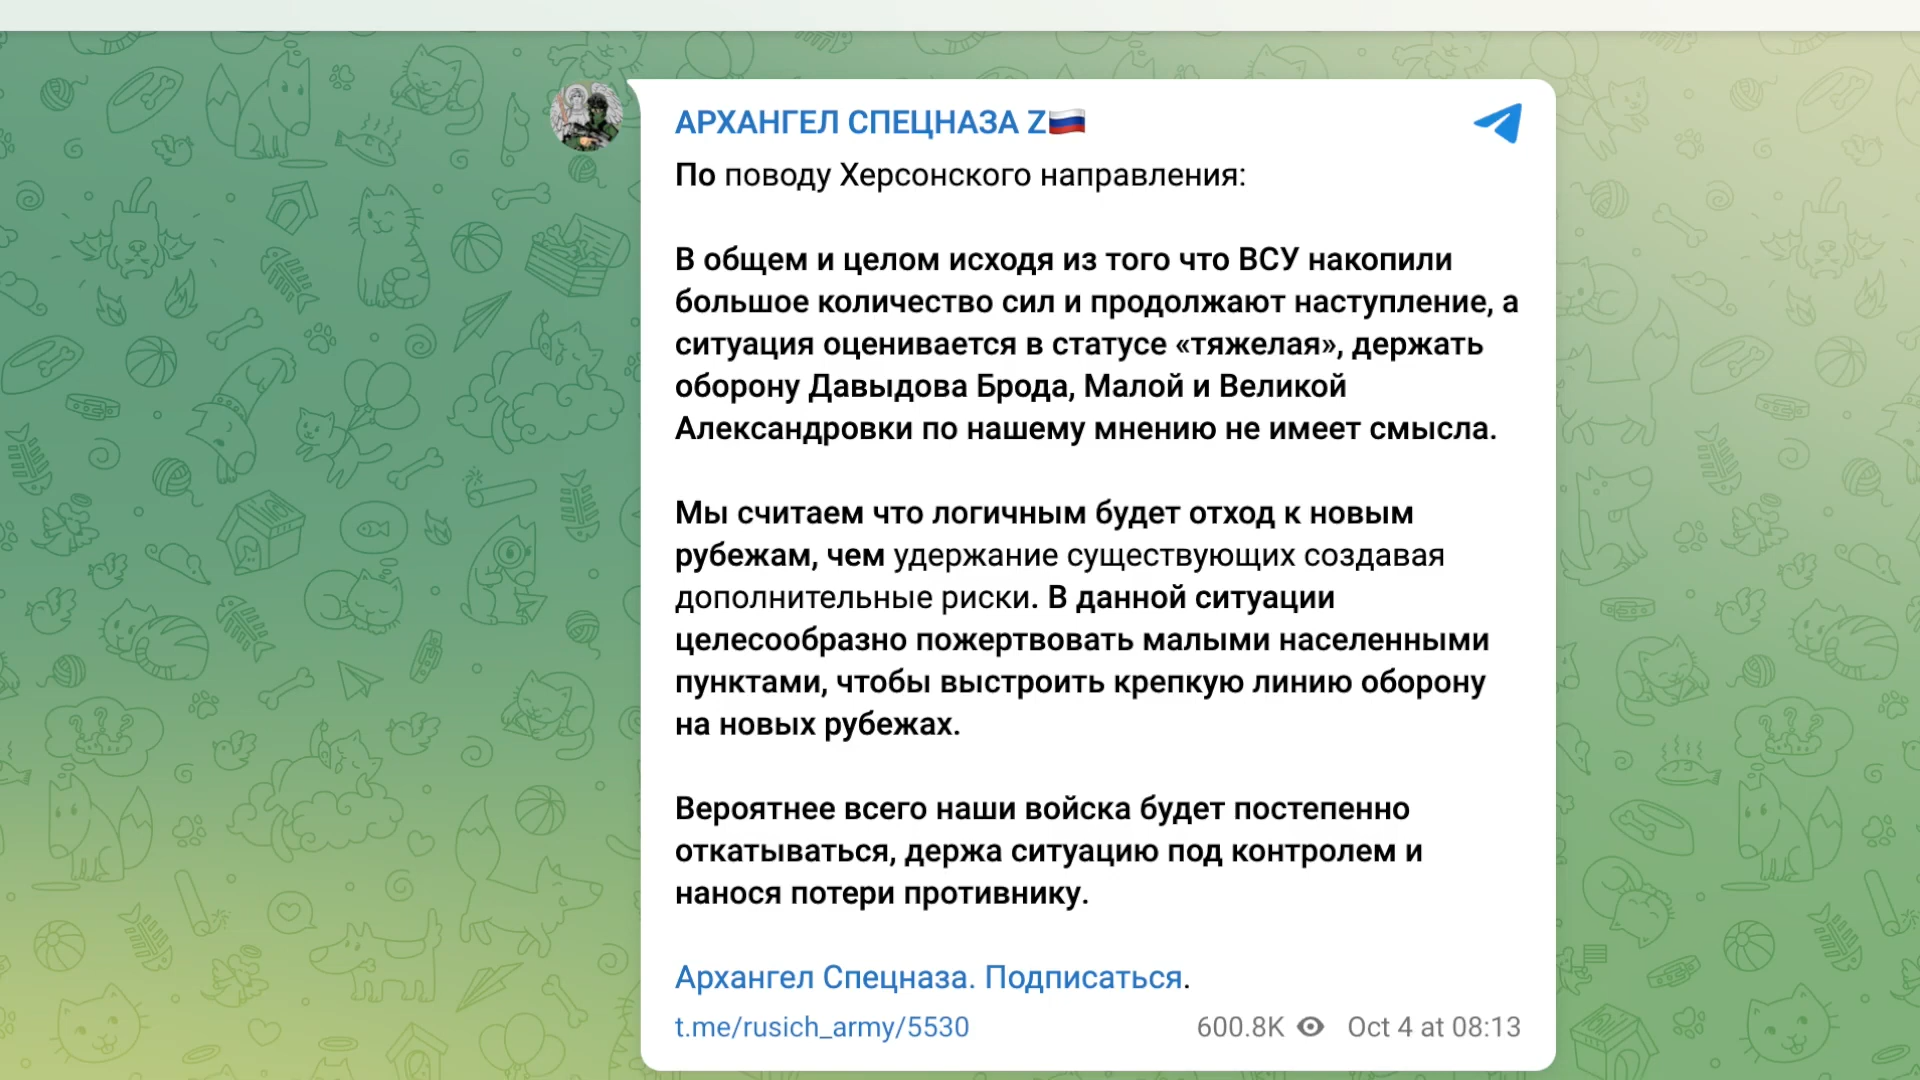 АРХАНГЕЛ СПЕЦНАЗА Z🇷🇺
По поводу Херсонского направления:
В общем и целом исходя из того что ВСУ накопили
большое количество сил и продолжают наступление, а
ситуация оценивается в статусе «тяжелая», держать
оборону Давыдова Брода, Малой и Великой
Александровки по нашему мнению не имеет смысла.
Мы считаем что логичным будет отход к новым
рубежам, чем удержание существующих создавая
дополнительные риски. В данной ситуации
целесообразно пожертвовать малыми населенными
пунктами, чтобы выстроить крепкую линию оборону
на новых рубежах.
Вероятнее всего наши войска будет постепенно
откатываться, держа ситуацию под контролем и
нанося потери противнику.
Архангел Спецназа. Подписаться.
t.me/rusich_army/5530 600.8K Oct 4 at 08:13